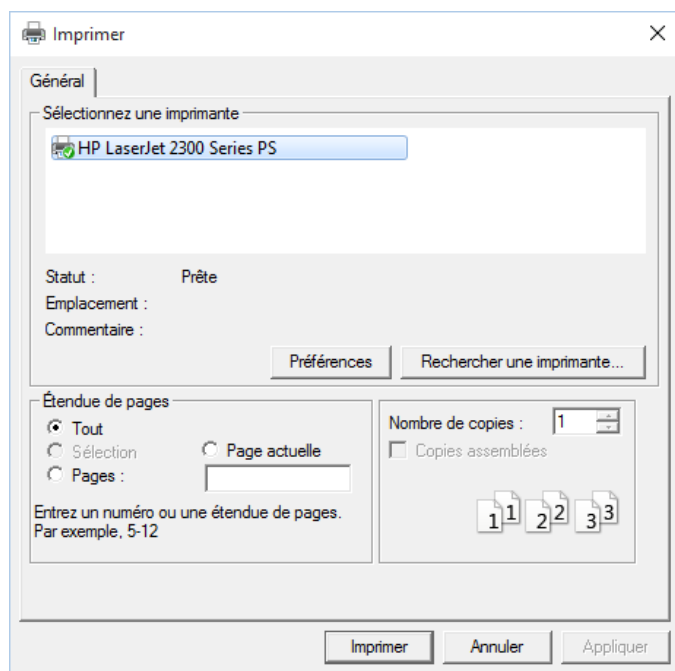 Imprimer
Général
Sélectionnez une imprimante
HP LaserJet 2300 Series PS
Statut : Prête
Emplacement :
Commentaire :
Préférences Rechercher une imprimante...
Étendue de pages
Tout
Sélection Page actuelle
Pages :
Entrez un numéro ou une étendue de pages.
Par exemple, 5-12
Nombre de copies : 1
Copies assemblées
1 1 2 2 3 3
Imprimer Annuler Appliquer